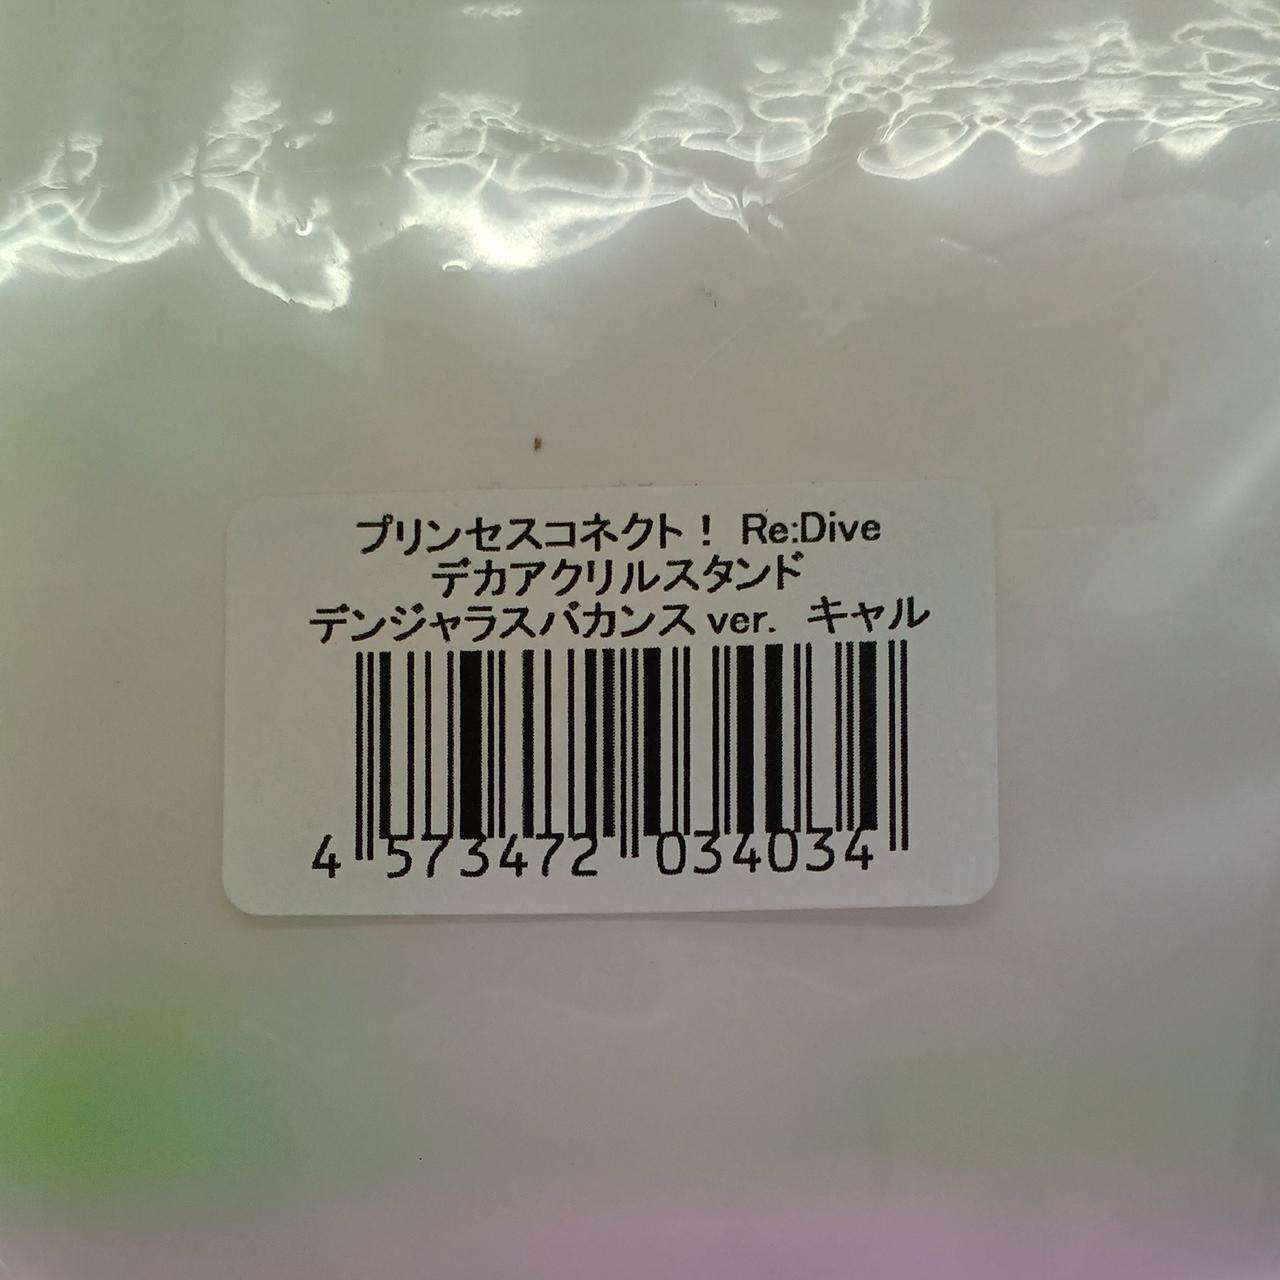 プリンセスコネクト！ Re:Dive
デカアクリルスタンド
デンジャラスバカンス ver. キャル
4 573472 034034